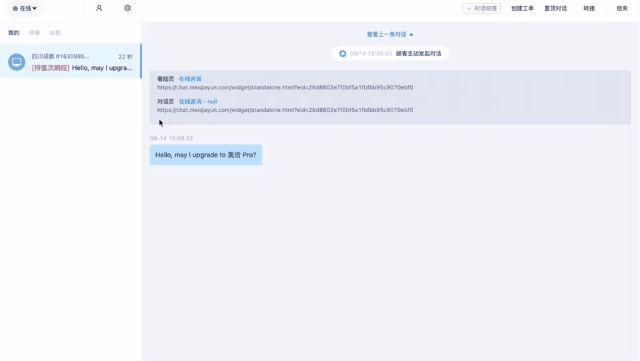 在线
对话标签
创建工单
置顶对话
转接
结束
我的
同事
查看上一条对话
四川成都 #1630985...
22 秒
[待首次响应] Hello, may I upgra...
09/14 15:08:25 顾客主动发起对话
着陆页 在线咨询
https://chat.meiqiayun.com/widget/standalone.html?eid=26d8802e7f0bf5a1fbfbb95c9070ebf0
对话页 在线咨询 - null
https://chat.meiqiayun.com/widget/standalone.html?eid=26d8802e7f0bf5a1fbfbb95c9070ebf0
09-14 15:08:52
Hello, may I upgrade to 美洽 Pro?